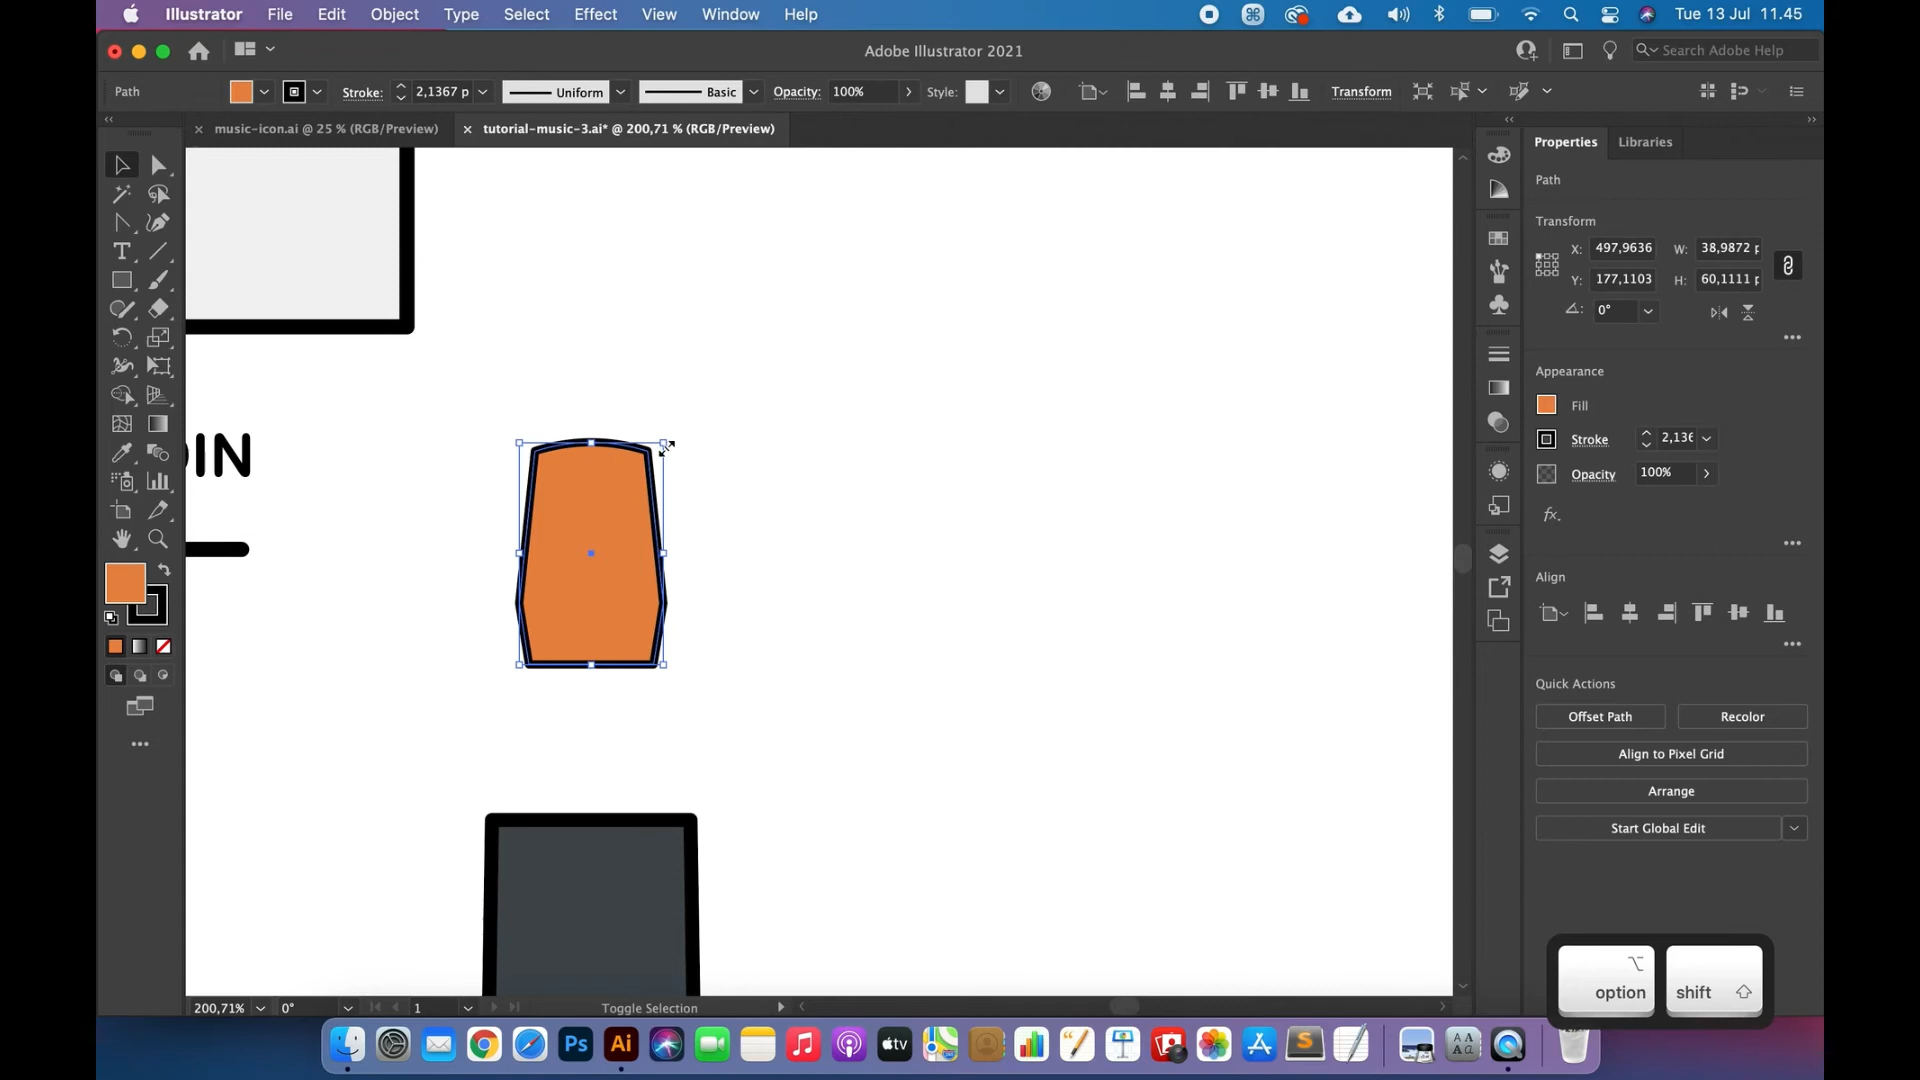 Illustrator File Edit Object Type Select Effect View Window Help Tue 13 Jul 11.45
Adobe Illustrator 2021
Search Adobe Help
Path Stroke: 2,1367 p Uniform Basic Opacity: 100% Style: Transform
music-icon.ai @ 25 % (RGB/Preview) tutorial-music-3.ai* @ 200,71 % (RGB/Preview)
Properties Libraries
Path
Transform
X: 497,9636 W: 38,9872 p
Y: 177,1103 H: 60,1111 p
0°
Appearance
Fill
Stroke 2,136
Opacity 100%
fx.
Align
Quick Actions
Offset Path Recolor
Align to Pixel Grid
Arrange
Start Global Edit
IN
option shift
200,71% 0° 1 Toggle Selection
Ps Ai tv